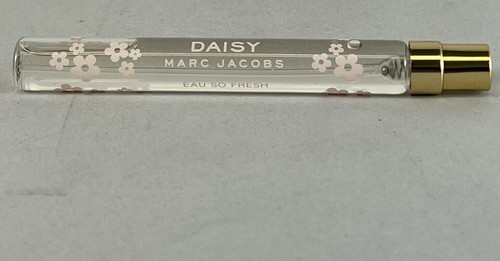 DAISY
MARC JACOBS
EAU SO FRESH